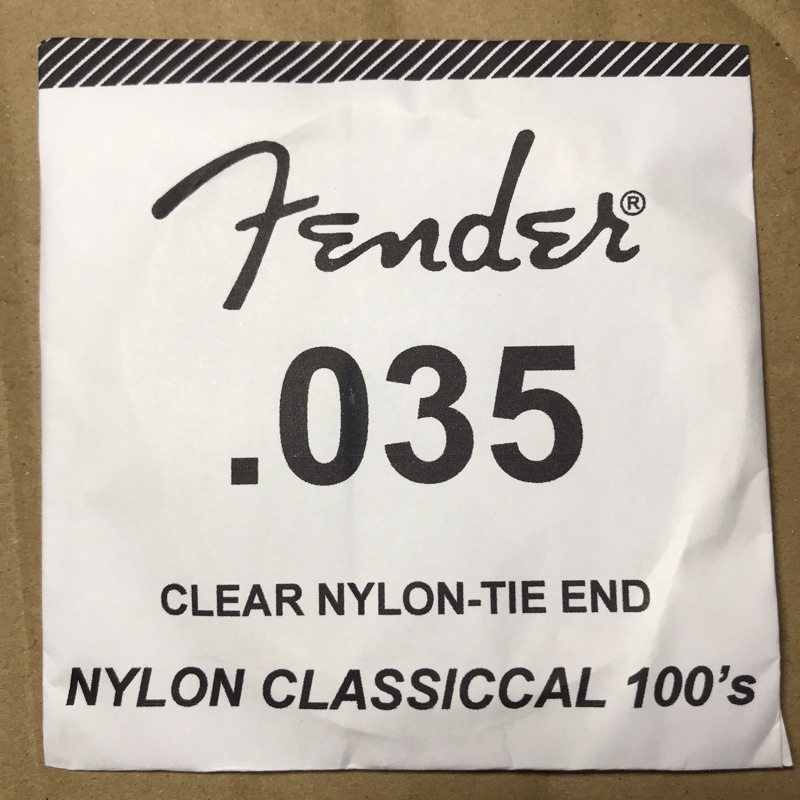 Fender®
.035
CLEAR NYLON-TIE END
NYLON CLASSICCAL 100's